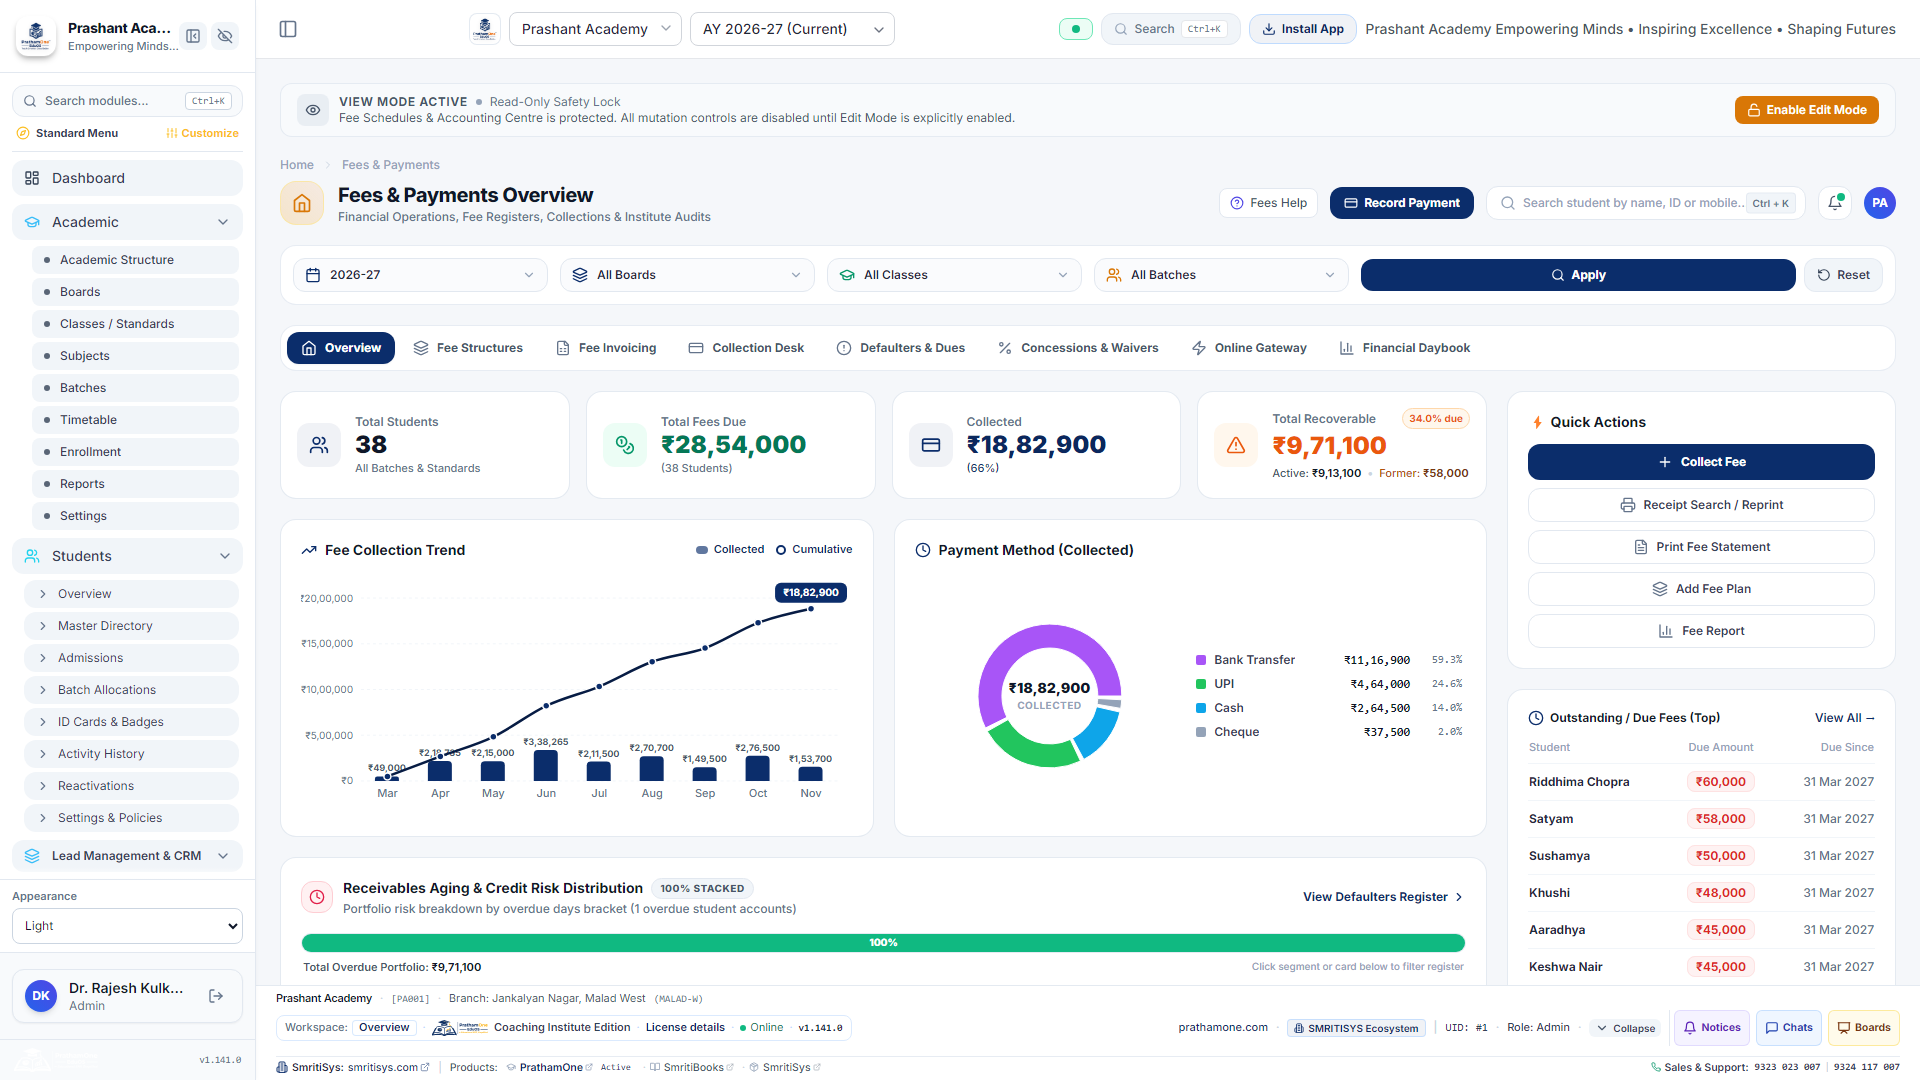 Prashant Aca...
Empowering Minds...
Search modules...
Ctrl+K
Standard Menu
Customize
Dashboard
Academic
Academic Structure
Boards
Classes / Standards
Subjects
Batches
Timetable
Enrollment
Reports
Settings
Students
Overview
Master Directory
Admissions
Batch Allocations
ID Cards & Badges
Activity History
Reactivations
Settings & Policies
Lead Management & CRM
Appearance
Light
DK
Dr. Rajesh Kulk...
Admin
v1.141.0
Prashant Academy
AY 2026-27 (Current)
Search
Ctrl+K
Install App
Prashant Academy Empowering Minds • Inspiring Excellence • Shaping Futures
VIEW MODE ACTIVE
Read-Only Safety Lock
Fee Schedules & Accounting Centre is protected. All mutation controls are disabled until Edit Mode is explicitly enabled.
Enable Edit Mode
Home
Fees & Payments
Fees & Payments Overview
Financial Operations, Fee Registers, Collections & Institute Audits
Fees Help
Record Payment
Search student by name, ID or mobile..
Ctrl + K
PA
2026-27
All Boards
All Classes
All Batches
Apply
Reset
Overview
Fee Structures
Fee Invoicing
Collection Desk
Defaulters & Dues
Concessions & Waivers
Online Gateway
Financial Daybook
Total Students
38
All Batches & Standards
Total Fees Due
₹28,54,000
(38 Students)
Collected
₹18,82,900
(66%)
Total Recoverable
34.0% due
₹9,71,100
Active: ₹9,13,100 • Former: ₹58,000
Fee Collection Trend
Collected
Cumulative
₹20,00,000
₹15,00,000
₹10,00,000
₹5,00,000
₹0
₹18,82,900
₹49,000
₹2,15,000
₹3,38,265
₹2,11,500
₹2,70,700
₹1,49,500
₹2,76,500
₹1,53,700
Mar
Apr
May
Jun
Jul
Aug
Sep
Oct
Nov
Payment Method (Collected)
₹18,82,900
COLLECTED
Bank Transfer ₹11,16,900 59.3%
UPI ₹4,64,000 24.6%
Cash ₹2,64,500 14.0%
Cheque ₹37,500 2.0%
Receivables Aging & Credit Risk Distribution
100% STACKED
Portfolio risk breakdown by overdue days bracket (1 overdue student accounts)
View Defaulters Register
100%
Total Overdue Portfolio: ₹9,71,100
Click segment or card below to filter register
Quick Actions
Collect Fee
Receipt Search / Reprint
Print Fee Statement
Add Fee Plan
Fee Report
Outstanding / Due Fees (Top)
View All →
Student Due Amount Due Since
Riddhima Chopra ₹60,000 31 Mar 2027
Satyam ₹58,000 31 Mar 2027
Sushamya ₹50,000 31 Mar 2027
Khushi ₹48,000 31 Mar 2027
Aaradhya ₹45,000 31 Mar 2027
Keshwa Nair ₹45,000 31 Mar 2027
Prashant Academy · [PA001] · Branch: Jankalyan Nagar, Malad West (MALAD-W)
Workspace: Overview · Coaching Institute Edition · License details · Online · v1.141.0
prathamone.com · SMRITISYS Ecosystem | UID: #1 · Role: Admin · Collapse
Notices
Chats
Boards
SmritiSys: smritisys.com | Products: PrathamOne Active · SmritiBooks · SmritiSys
Sales & Support: 9323 023 007 | 9324 117 007